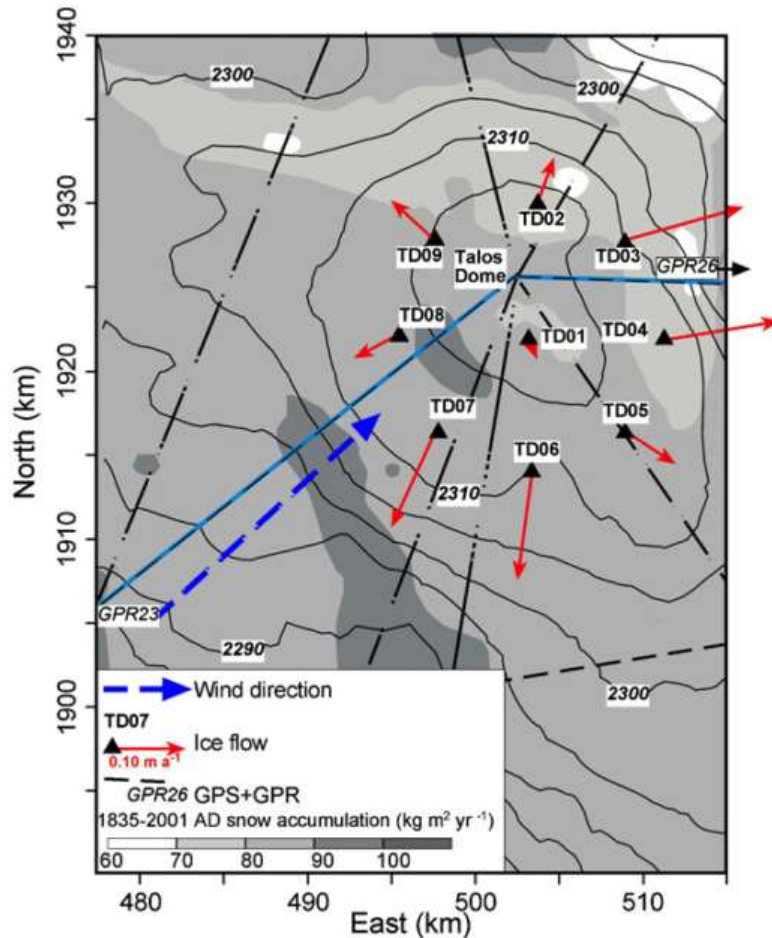 1940
1930
1920
1910
1900
North (km)
2300
2300
2310
TD02
TD09
TD03
Talos
Dome
GPR26
TD08
TD01
TD04
TD07
TD05
TD06
2310
GPR23
2290
2300
Wind direction
TD07
Ice flow
0.10 m a⁻¹
GPR26 GPS+GPR
1835-2001 AD snow accumulation (kg m² yr ⁻¹)
60 70 80 90 100
480 490 500 510
East (km)